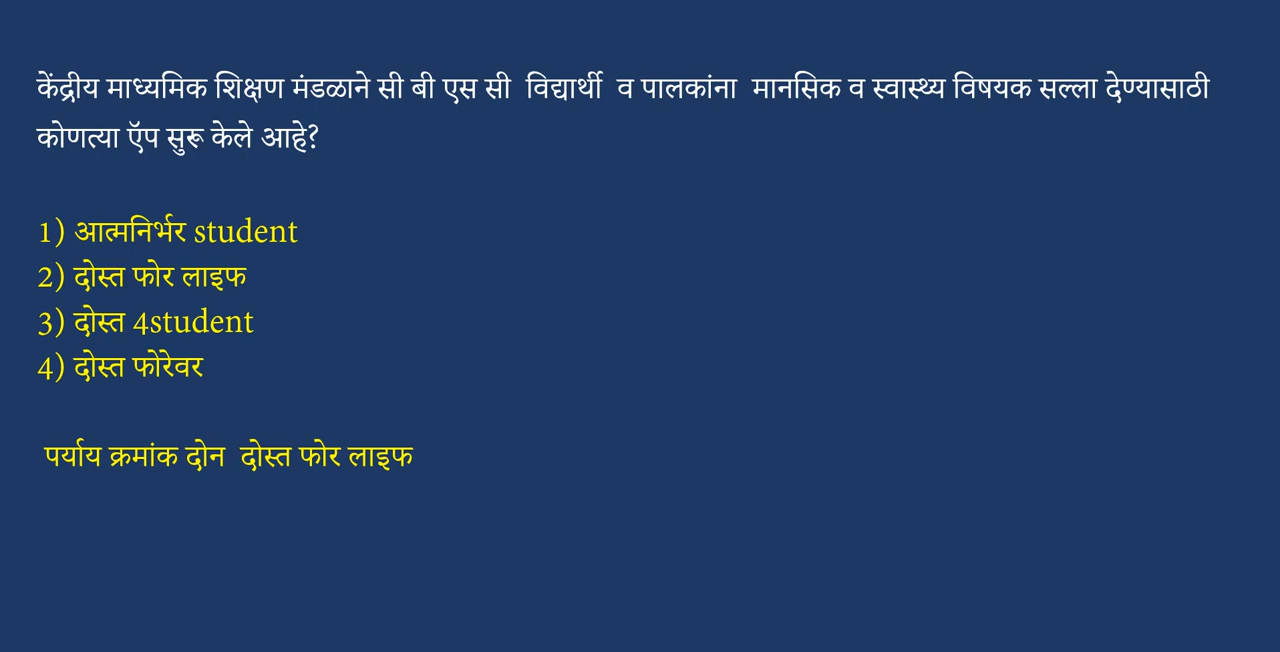 केंद्रीय माध्यमिक शिक्षण मंडळाने सी बी एस सी विद्यार्थी व पालकांना मानसिक व स्वास्थ्य विषयक सल्ला देण्यासाठी
कोणत्या ऍप सुरू केले आहे?
1) आत्मनिर्भर student
2) दोस्त फोर लाइफ
3) दोस्त 4student
4) दोस्त फोरेवर
पर्याय क्रमांक दोन दोस्त फोर लाइफ